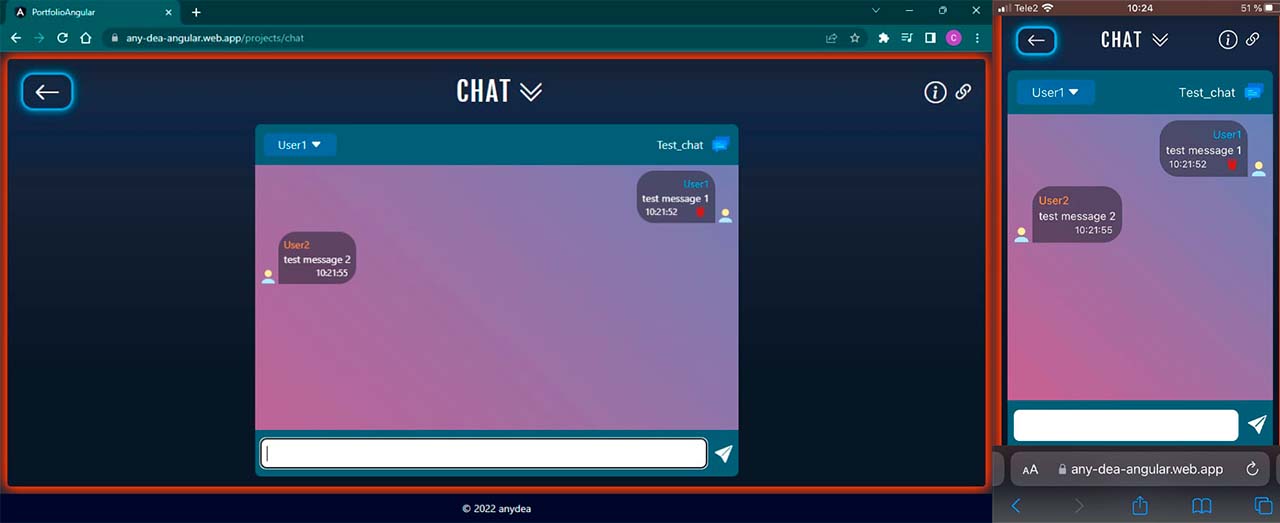 PortfolioAngular
any-dea-angular.web.app/projects/chat
C
CHAT
User1
Test_chat
User1
test message 1
10:21:52
User2
test message 2
10:21:55
© 2022 anydea
Tele2 10:24 51 %
CHAT
User1
Test_chat
User1
test message 1
10:21:52
User2
test message 2
10:21:55
AA any-dea-angular.web.app